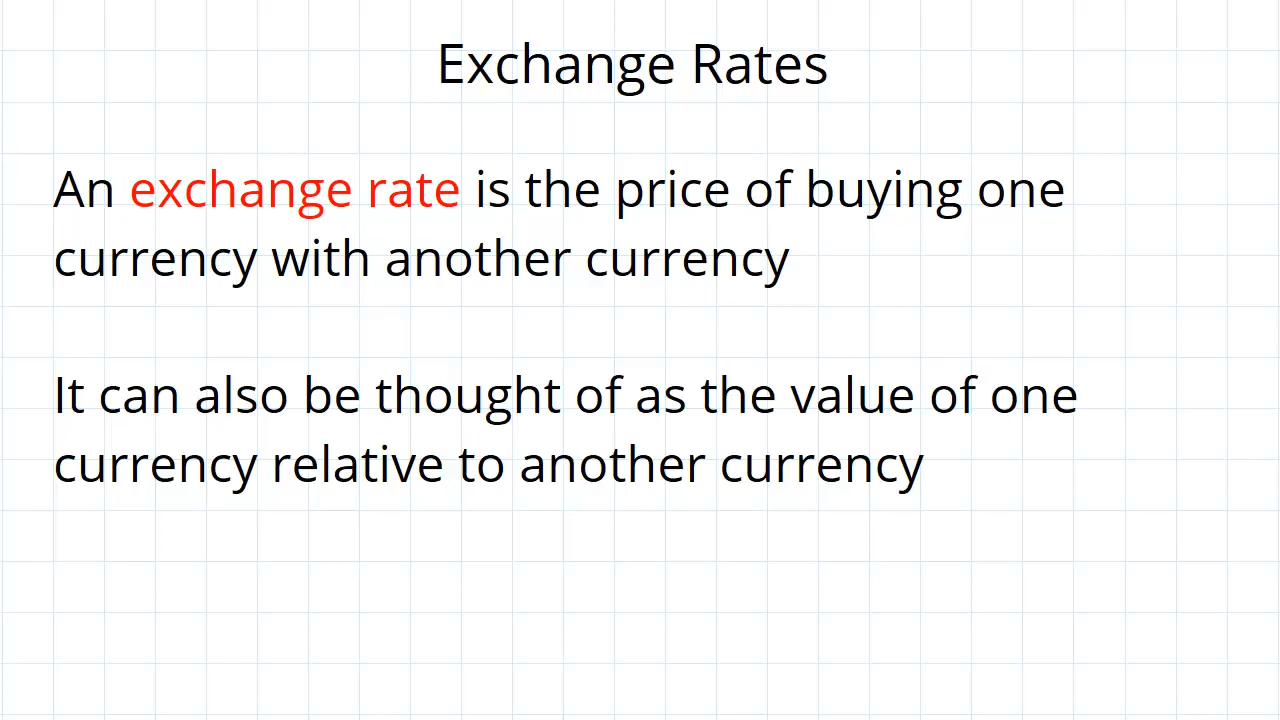 Exchange Rates
An exchange rate is the price of buying one
currency with another currency
It can also be thought of as the value of one
currency relative to another currency